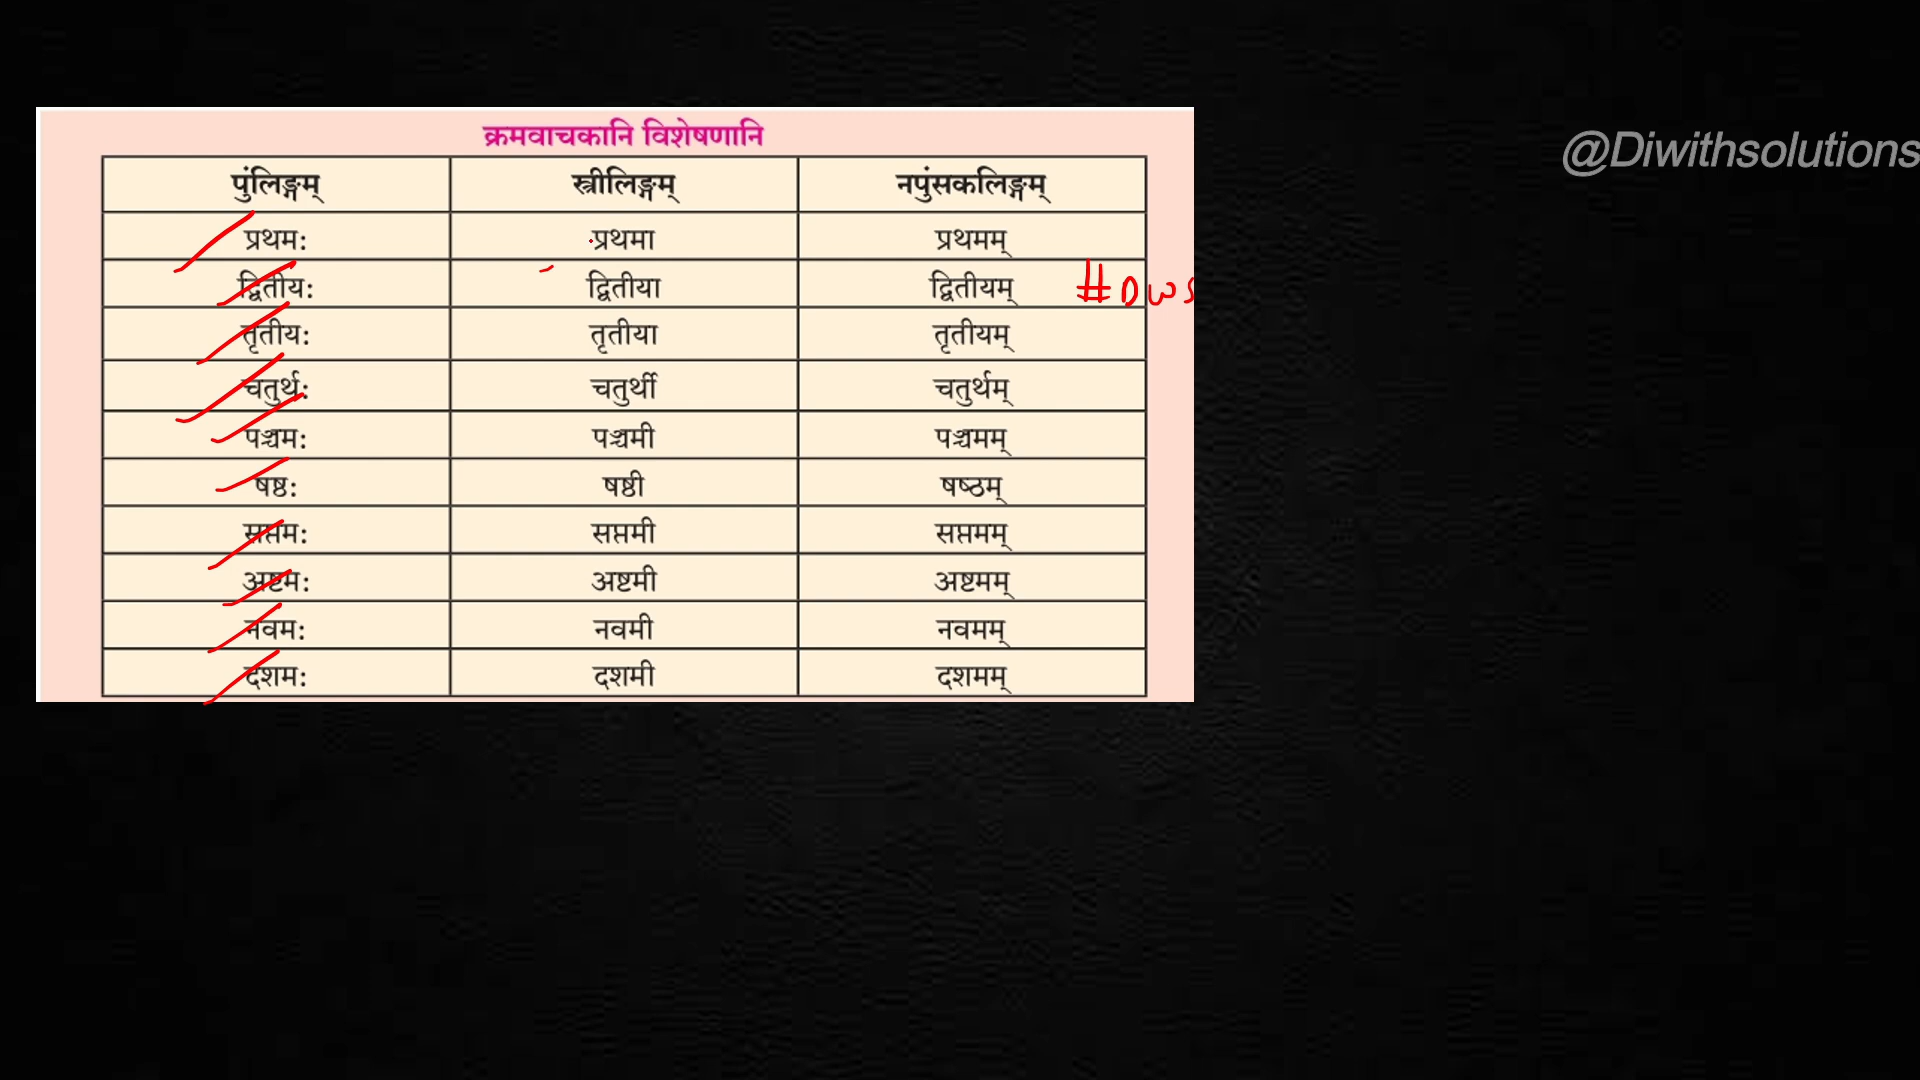 क्रमवाचकानि विशेषणानि
@Diwithsolutions
पुंलिङ्गम् स्त्रीलिङ्गम् नपुंसकलिङ्गम्
प्रथमः प्रथमा प्रथमम्
द्वितीयः द्वितीया द्वितीयम् #DWS
तृतीयः तृतीया तृतीयम्
चतुर्थः चतुर्थी चतुर्थम्
पञ्चमः पञ्चमी पञ्चमम्
षष्ठः षष्ठी षष्ठम्
सप्तमः सप्तमी सप्तमम्
अष्टमः अष्टमी अष्टमम्
नवमः नवमी नवमम्
दशमः दशमी दशमम्